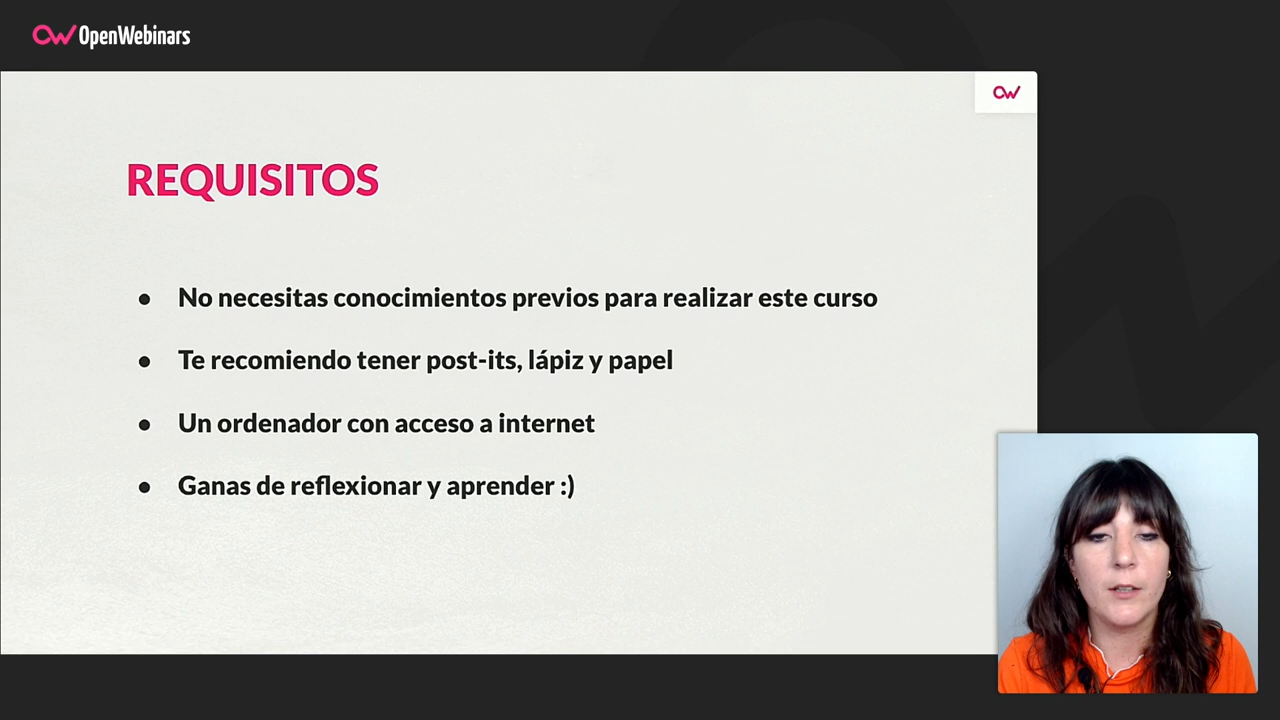 OpenWebinars
REQUISITOS
No necesitas conocimientos previos para realizar este curso
Te recomiendo tener post-its, lápiz y papel
Un ordenador con acceso a internet
Ganas de reflexionar y aprender :)